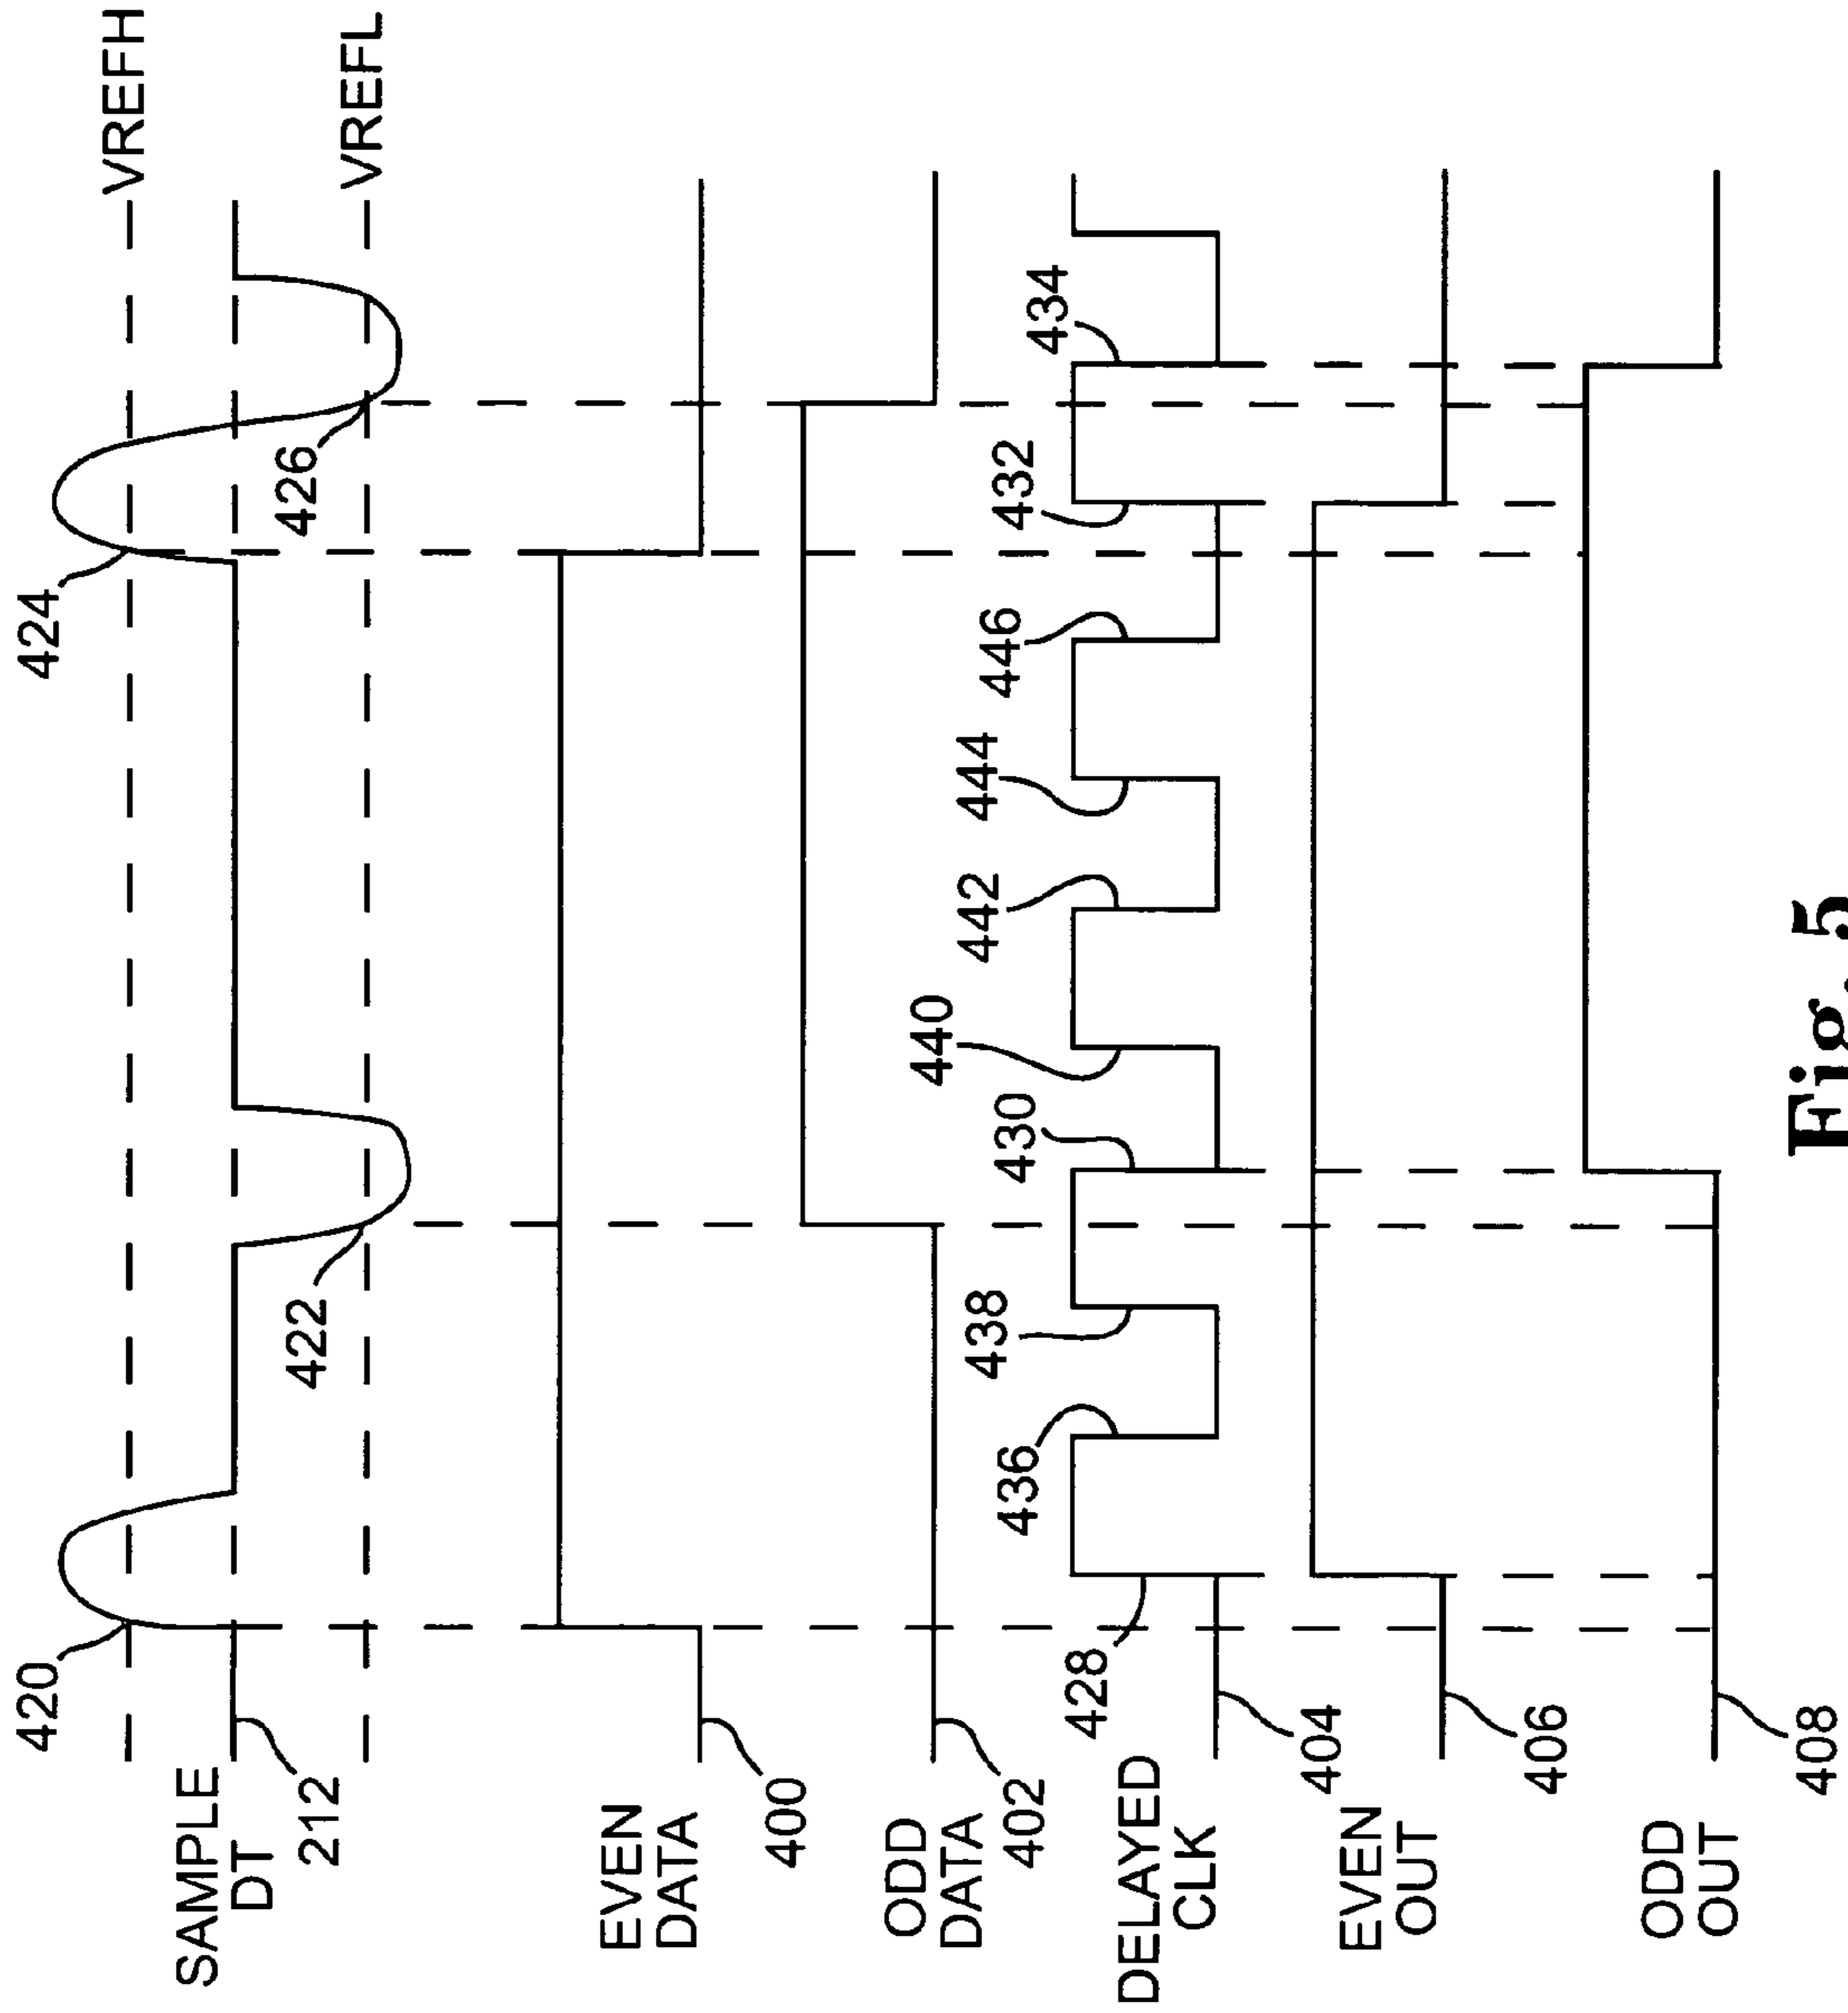 420
424
VREFH
SAMPLE
DT
212
422
426
VREFL
EVEN
DATA
400
ODD
DATA
402
DELAYED
CLK
404
428
436
438
430
440
442
444
446
432
434
EVEN
OUT
406
ODD
OUT
408
Fig. 5